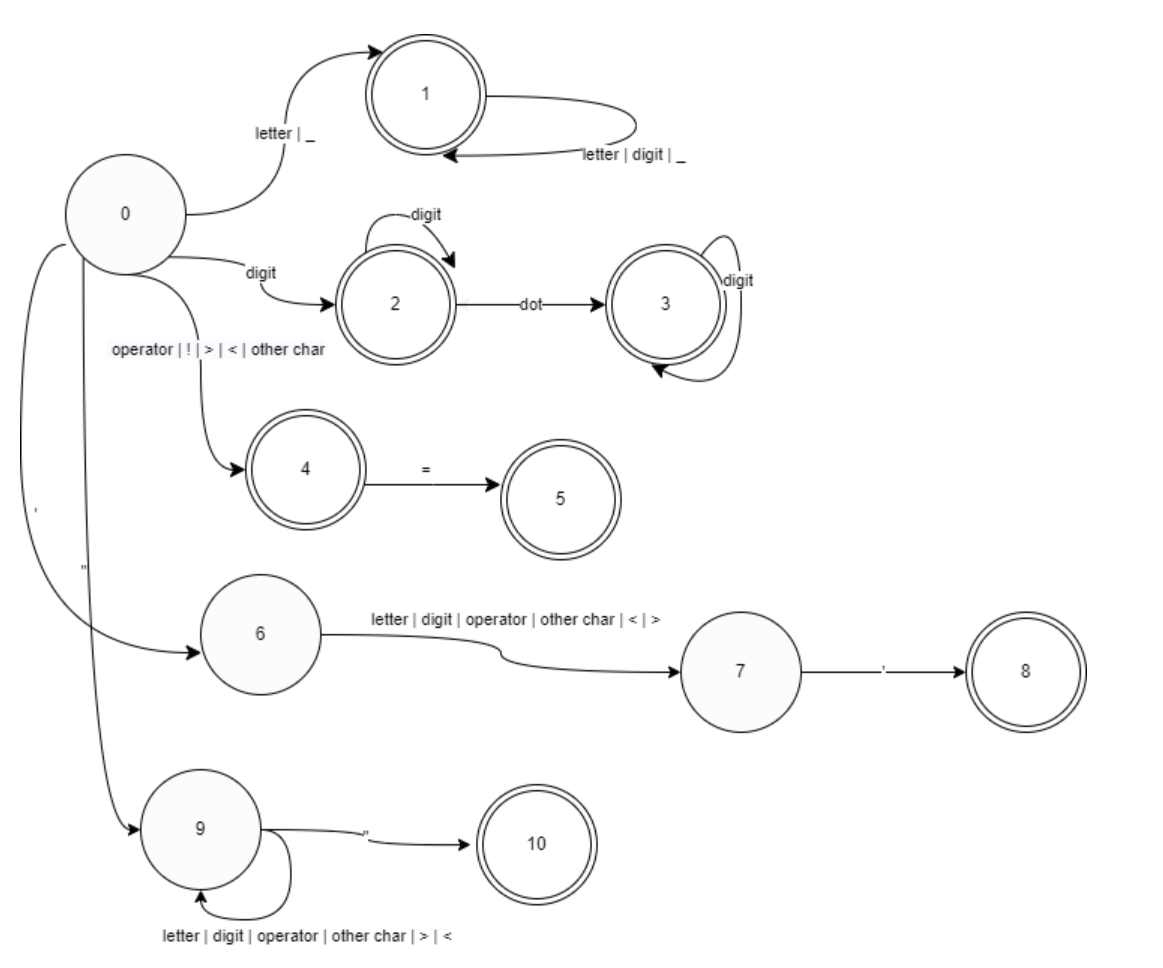 1
letter | _
letter | digit | _
0
digit
digit
2
dot
3
digit
operator | ! | > | < | other char
4
=
5
'
"
6
letter | digit | operator | other char | < | >
7
'
8
9
"
10
letter | digit | operator | other char | > | <